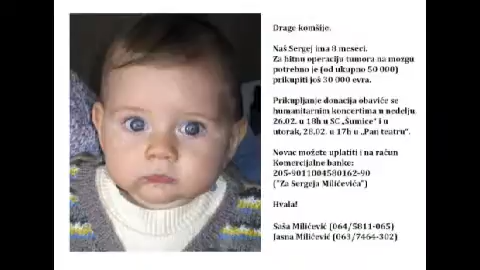 Drage komšije,
Naš Sergej ima 8 meseci.
Za hitnu operaciju tumora na mozgu
potrebno je (od ukupno 50 000)
prikupiti još 30 000 evra.
Prikupljanje donacija obaviće se
humanitarnim koncertima u nedelju,
26.02. u 18h u SC „Šumice“ i u
utorak, 28.02. u 17h u „Pan teatru“.
Novac možete uplatiti i na račun
Komercijalne banke:
205-9011004580162-90
("Za Sergeja Milićevića")
Hvala!
Saša Milićević (064/5811-065)
Jasna Milićević (063/7464-302)